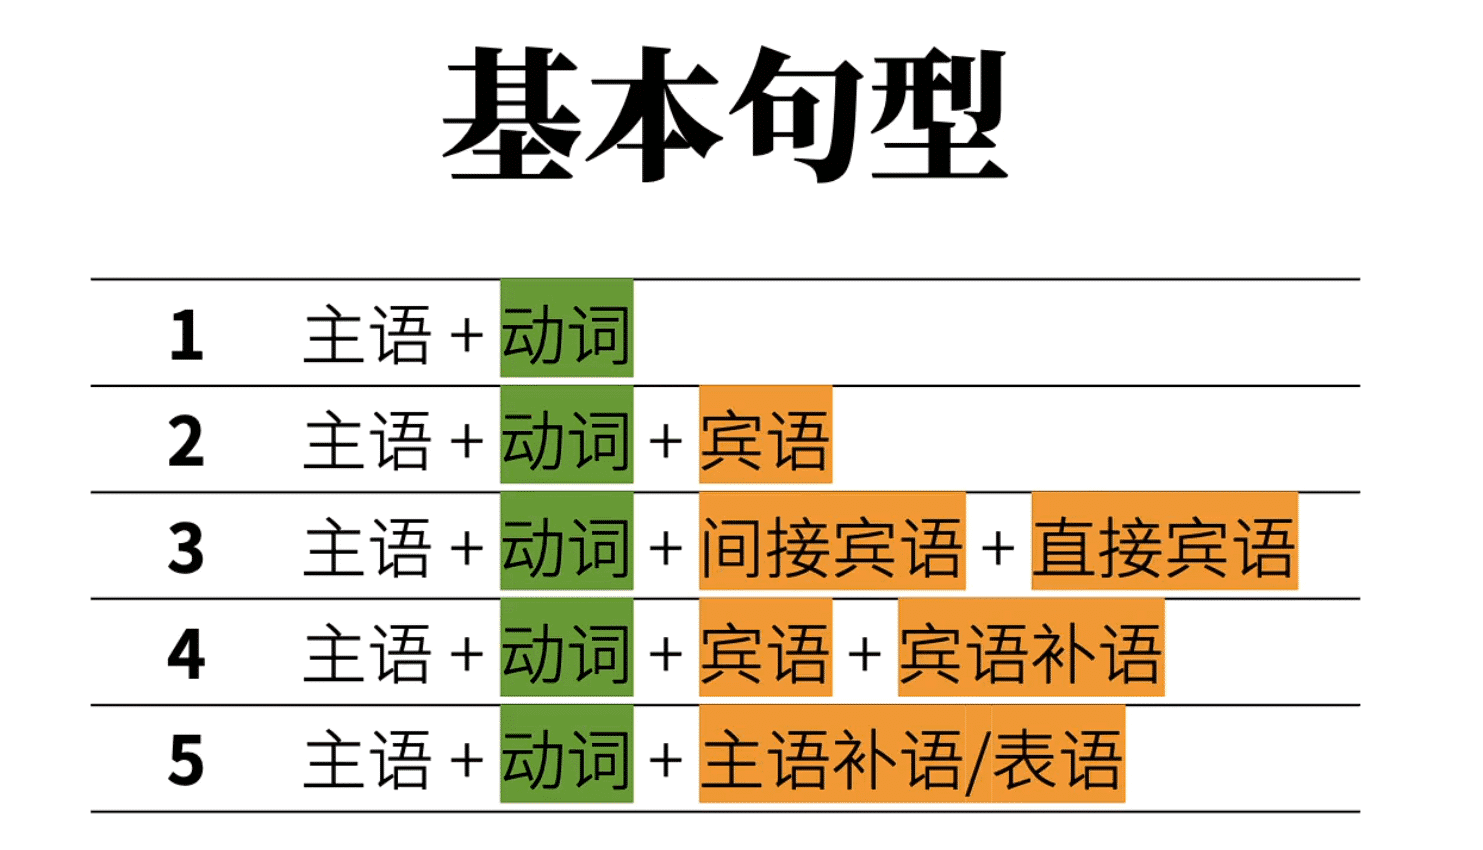 基本句型
1 主语 + 动词
2 主语 + 动词 + 宾语
3 主语 + 动词 + 间接宾语 + 直接宾语
4 主语 + 动词 + 宾语 + 宾语补语
5 主语 + 动词 + 主语补语/表语